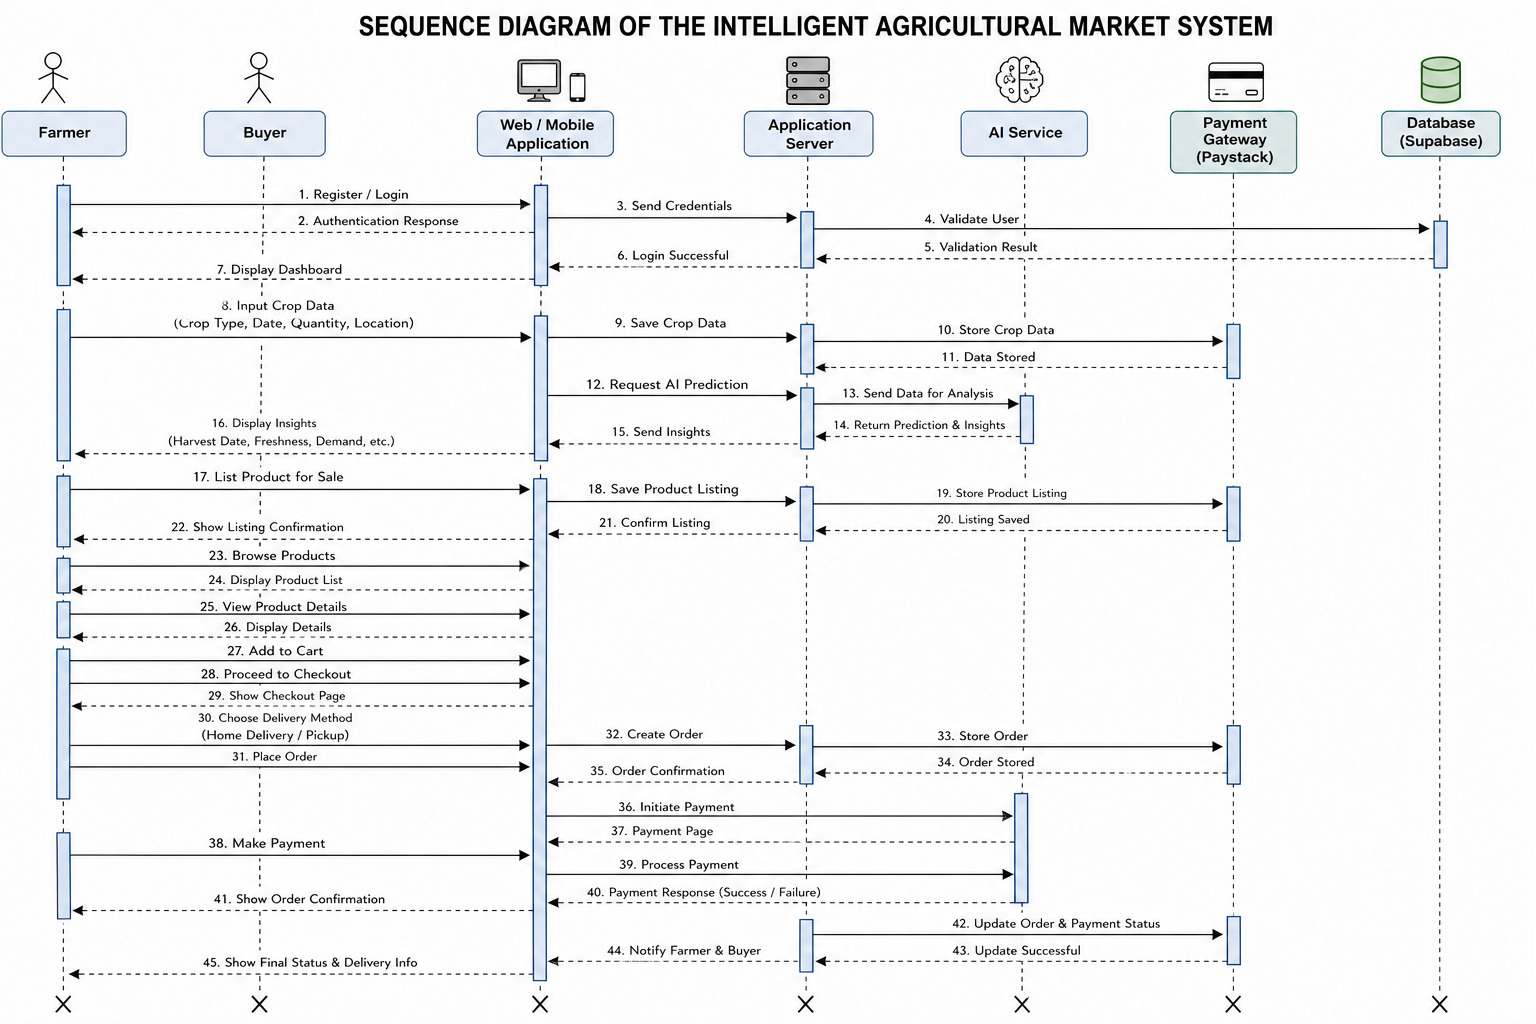 SEQUENCE DIAGRAM OF THE INTELLIGENT AGRICULTURAL MARKET SYSTEM
Farmer
Buyer
Web / Mobile
Application
Application
Server
AI Service
Payment
Gateway
(Paystack)
Database
(Supabase)
1. Register / Login
2. Authentication Response
3. Send Credentials
4. Validate User
5. Validation Result
6. Login Successful
7. Display Dashboard
8. Input Crop Data
(Crop Type, Date, Quantity, Location)
9. Save Crop Data
10. Store Crop Data
11. Data Stored
12. Request AI Prediction
13. Send Data for Analysis
14. Return Prediction & Insights
15. Send Insights
16. Display Insights
(Harvest Date, Freshness, Demand, etc.)
17. List Product for Sale
18. Save Product Listing
19. Store Product Listing
20. Listing Saved
21. Confirm Listing
22. Show Listing Confirmation
23. Browse Products
24. Display Product List
25. View Product Details
26. Display Details
27. Add to Cart
28. Proceed to Checkout
29. Show Checkout Page
30. Choose Delivery Method
(Home Delivery / Pickup)
31. Place Order
32. Create Order
33. Store Order
34. Order Stored
35. Order Confirmation
36. Initiate Payment
37. Payment Page
38. Make Payment
39. Process Payment
40. Payment Response (Success / Failure)
41. Show Order Confirmation
42. Update Order & Payment Status
43. Update Successful
44. Notify Farmer & Buyer
45. Show Final Status & Delivery Info